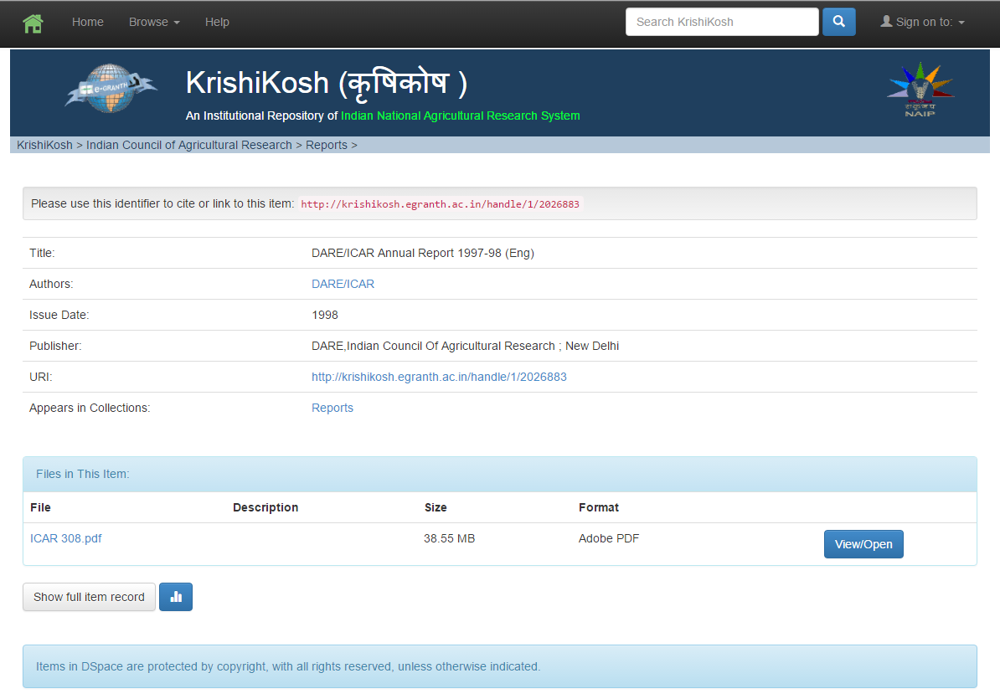 Home Browse Help Search KrishiKosh Sign on to:
e-GRANTH
KrishiKosh (कृषिकोष )
An Institutional Repository of Indian National Agricultural Research System
NAIP
KrishiKosh > Indian Council of Agricultural Research > Reports >
Please use this identifier to cite or link to this item: http://krishikosh.egranth.ac.in/handle/1/2026883
Title: DARE/ICAR Annual Report 1997-98 (Eng)
Authors: DARE/ICAR
Issue Date: 1998
Publisher: DARE,Indian Council Of Agricultural Research ; New Delhi
URI: http://krishikosh.egranth.ac.in/handle/1/2026883
Appears in Collections: Reports
Files in This Item:
File Description Size Format
ICAR 308.pdf 38.55 MB Adobe PDF View/Open
Show full item record
Items in DSpace are protected by copyright, with all rights reserved, unless otherwise indicated.